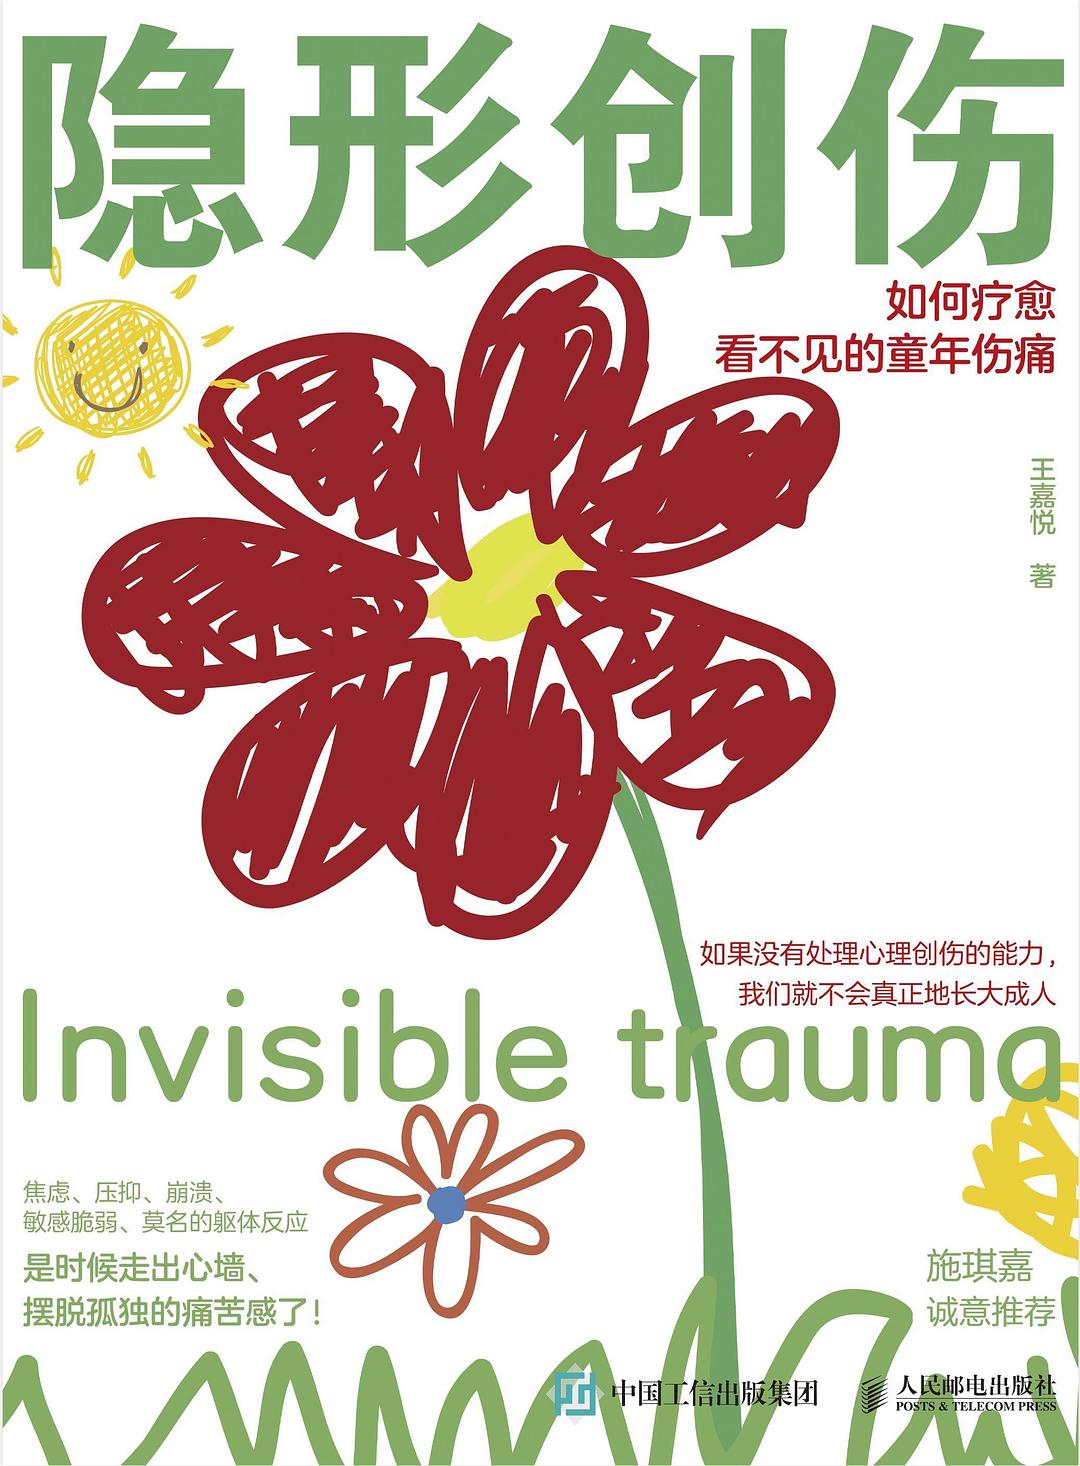 隐形创伤
如何疗愈
看不见的童年伤痛
王嘉悦 著
如果没有处理心理创伤的能力，
我们就不会真正地长大成人
Invisible trauma
焦虑、压抑、崩溃、
敏感脆弱、莫名的躯体反应
是时候走出心墙、
摆脱孤独的痛苦感了！
施琪嘉
诚意推荐
中国工信出版集团
人民邮电出版社
POSTS & TELECOM PRESS